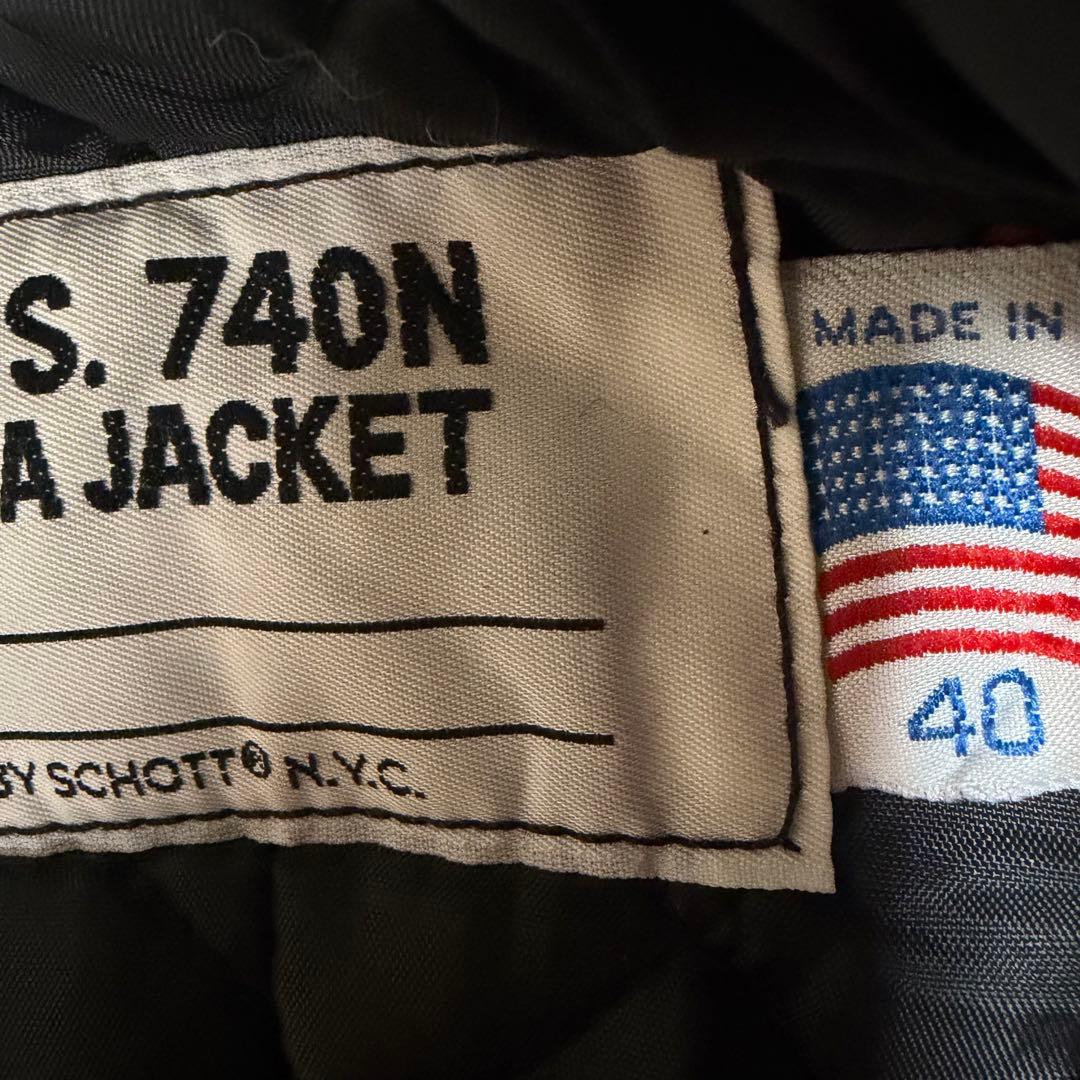 S. 740N
A JACKET
BY SCHOTT® N.Y.C.
MADE IN
40